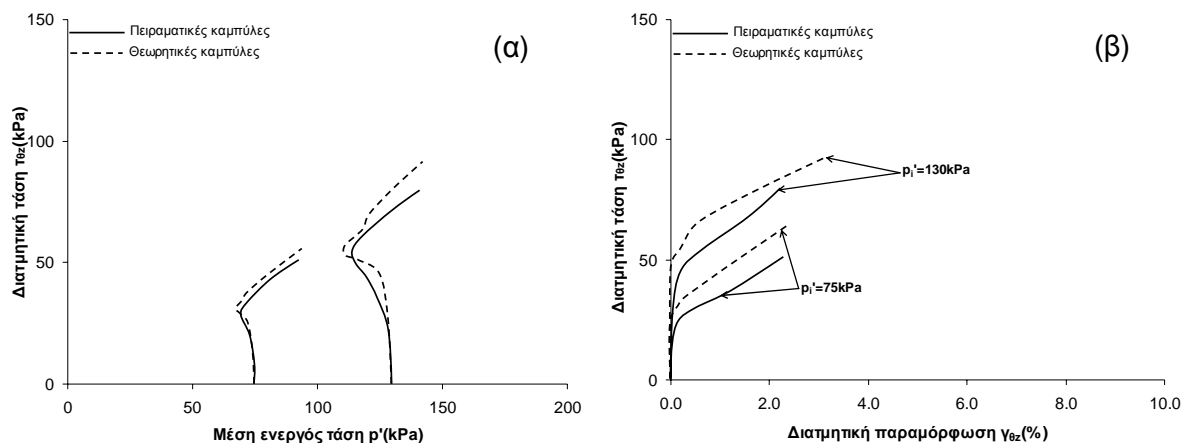 150
100
50
0
0
50
100
150
200
Διατμητική τάση τθz(kPa)
Μέση ενεργός τάση p'(kPa)
Πειραματικές καμπύλες
Θεωρητικές καμπύλες
(α)
150
100
50
0
0.0
2.0
4.0
6.0
8.0
10.0
Διατμητική τάση τθz(kPa)
Διατμητική παραμόρφωση γθz(%)
Πειραματικές καμπύλες
Θεωρητικές καμπύλες
(β)
pi'=130kPa
pi'=75kPa